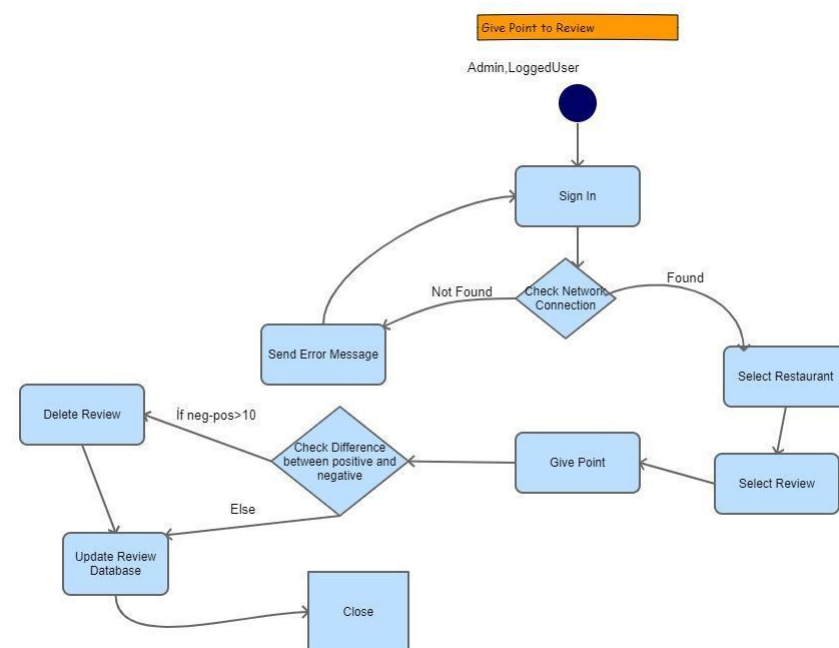 Give Point to Review
Admin,LoggedUser
Sign In
Check Network
Connection
Found
Not Found
Send Error Message
Select Restaurant
Delete Review
İf neg-pos>10
Check Difference
between positive and
negative
Give Point
Select Review
Else
Update Review
Database
Close